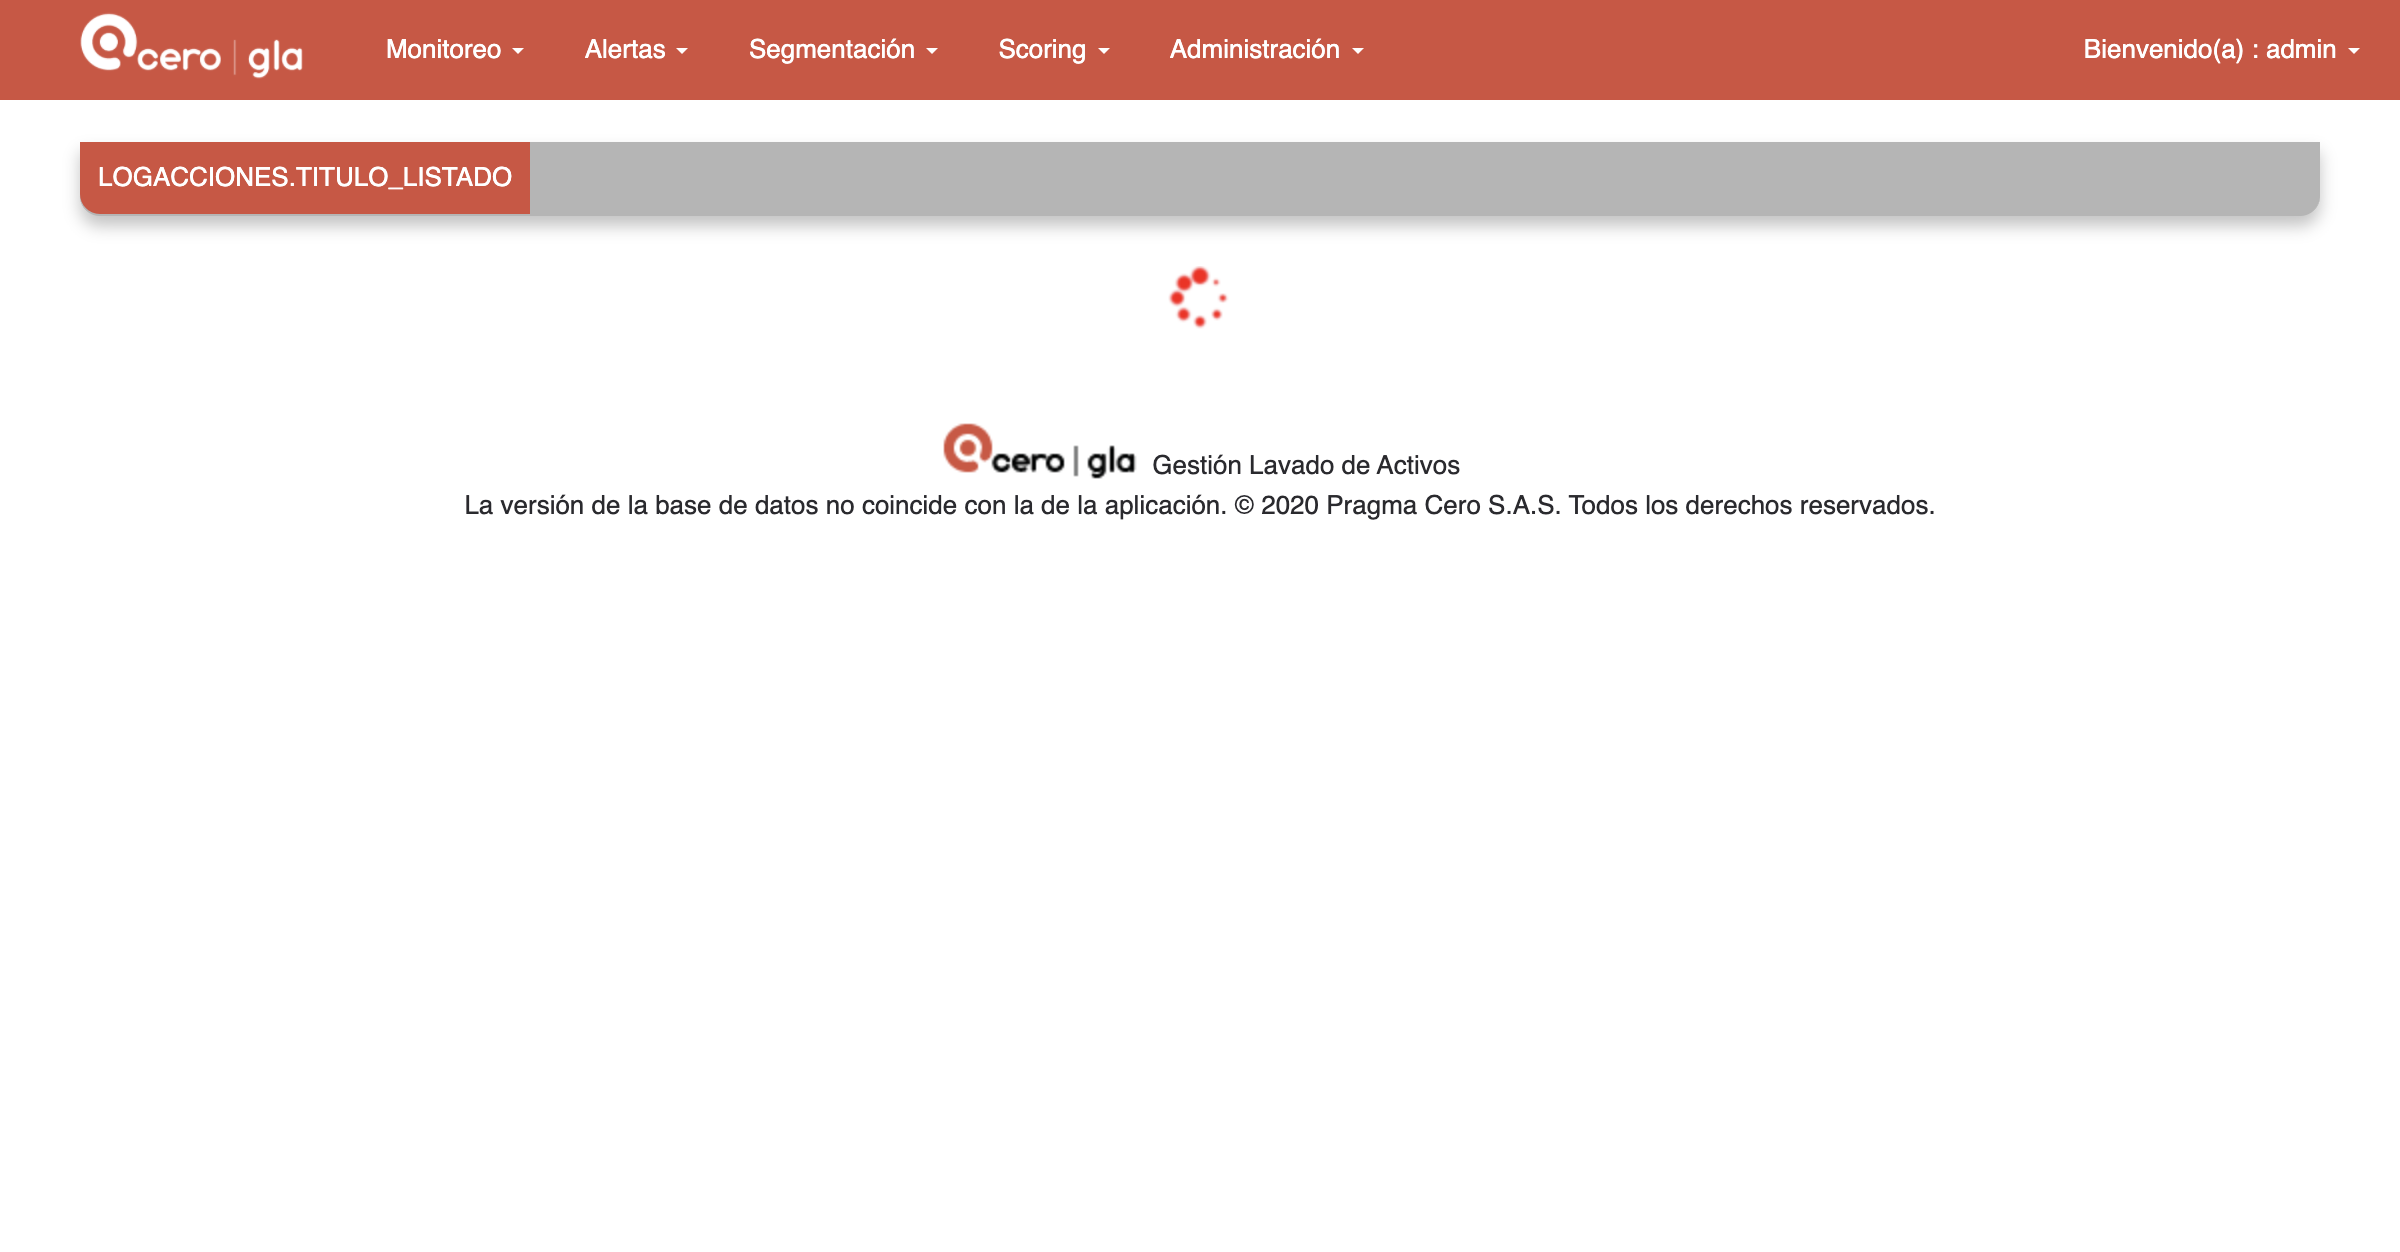 cero | gla Monitoreo Alertas Segmentación Scoring Administración Bienvenido(a) : admin
LOGACCIONES.TITULO_LISTADO
cero | gla Gestión Lavado de Activos
La versión de la base de datos no coincide con la de la aplicación. © 2020 Pragma Cero S.A.S. Todos los derechos reservados.